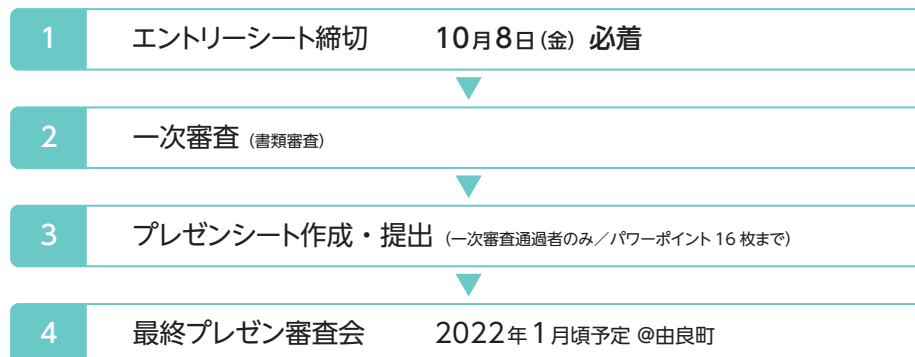 1 エントリーシート締切 10月8日(金) 必着
2 一次審査 (書類審査)
3 プレゼンシート作成・提出 (一次審査通過者のみ/パワーポイント 16 枚まで)
4 最終プレゼン審査会 2022年1月頃予定 @由良町